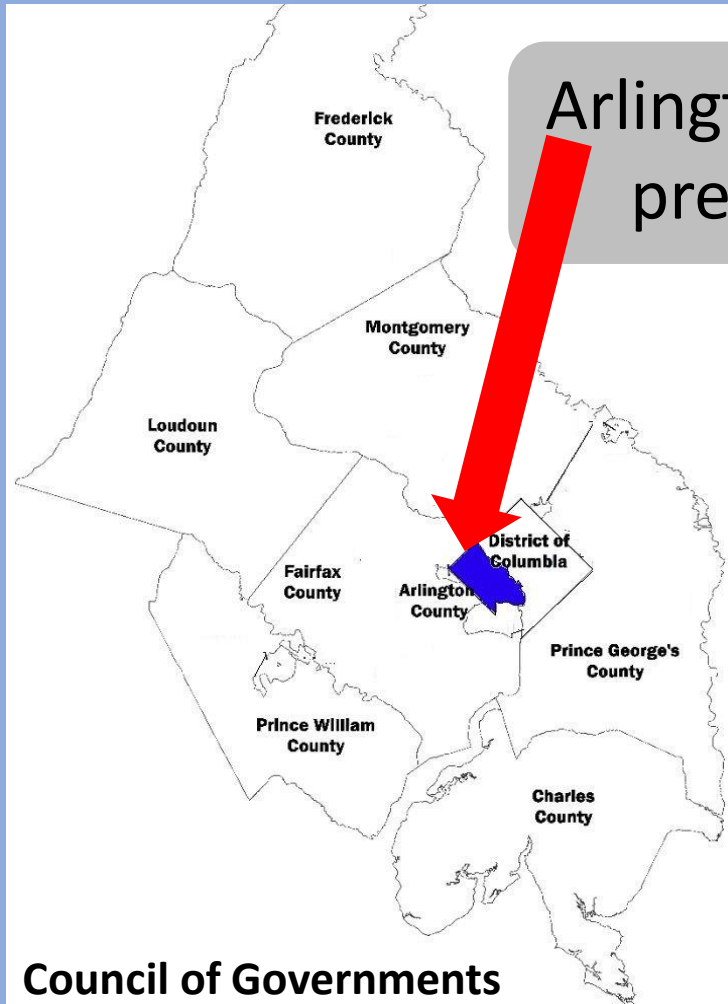 Arlingt
pre
Frederick
County
Montgomery
County
Loudoun
County
District of
Columbia
Fairfax
County
Arlington
County
Prince George's
County
Prince William
County
Charles
County
Council of Governments